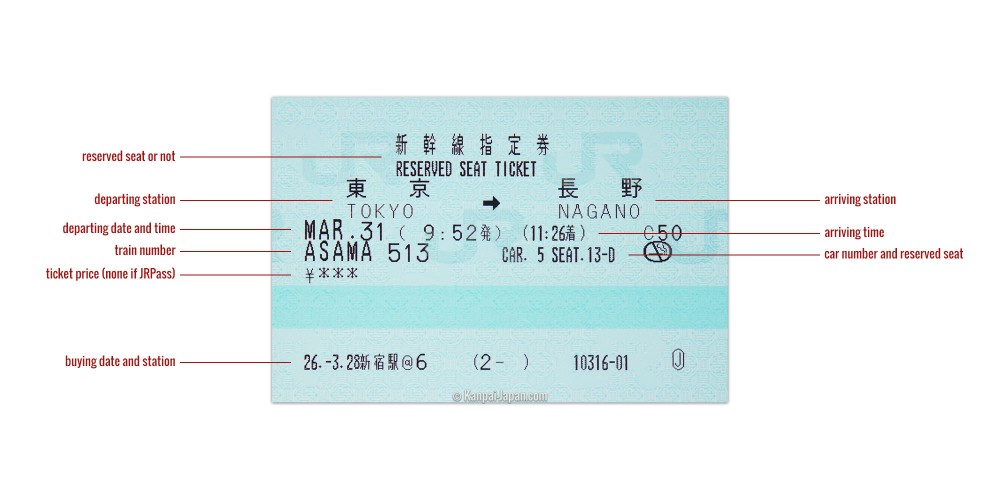 新幹線指定券
reserved seat or not
RESERVED SEAT TICKET
東京 → 長野
departing station
arriving station
TOKYO NAGANO
departing date and time
MAR.31 ( 9:52発) (11:26着) C50
arriving time
train number
ASAMA 513 CAR. 5 SEAT.13-D
car number and reserved seat
ticket price (none if JRPass)
¥***
buying date and station
26.-3.28新宿駅@6 (2- ) 10316-01 Ⓙ
© Kanpai-Japan.com